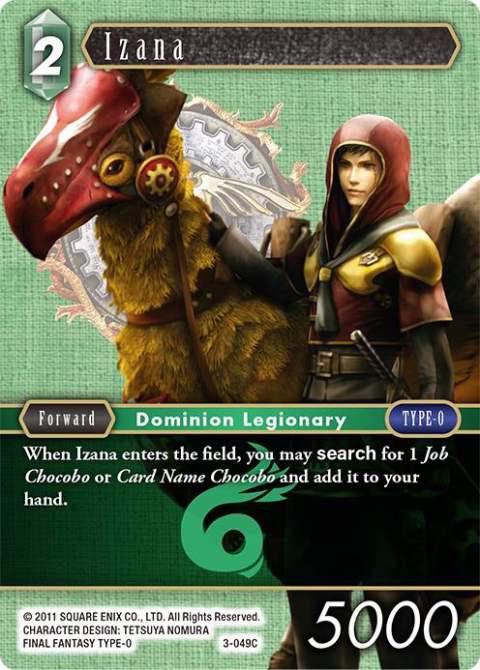 2
Izana
Forward
Dominion Legionary
TYPE-0
When Izana enters the field, you may search for 1 Job
Chocobo or Card Name Chocobo and add it to your
hand.
© 2011 SQUARE ENIX CO., LTD. All Rights Reserved.
CHARACTER DESIGN: TETSUYA NOMURA
FINAL FANTASY TYPE-0
3-049C
5000